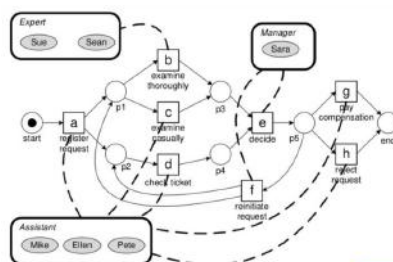 Expert
Sue Sean
Manager
Sara
b
examine
thoroughly
g
pay
compensation
a
register
request
p1
c
examine
casually
p3
e
decide
p5
start
end
p2
d
check ticket
p4
h
reject
request
f
reinitiate
request
Assistant
Mike Ellen Pete